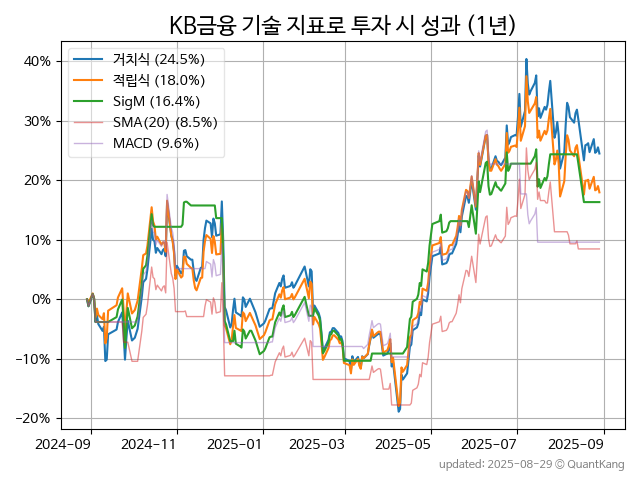 KB금융 기술 지표로 투자 시 성과 (1년)
거치식 (24.5%)
적립식 (18.0%)
SigM (16.4%)
SMA(20) (8.5%)
MACD (9.6%)
40%
30%
20%
10%
0%
−10%
−20%
2024-09 2024-11 2025-01 2025-03 2025-05 2025-07 2025-09
updated: 2025-08-29 © QuantKang